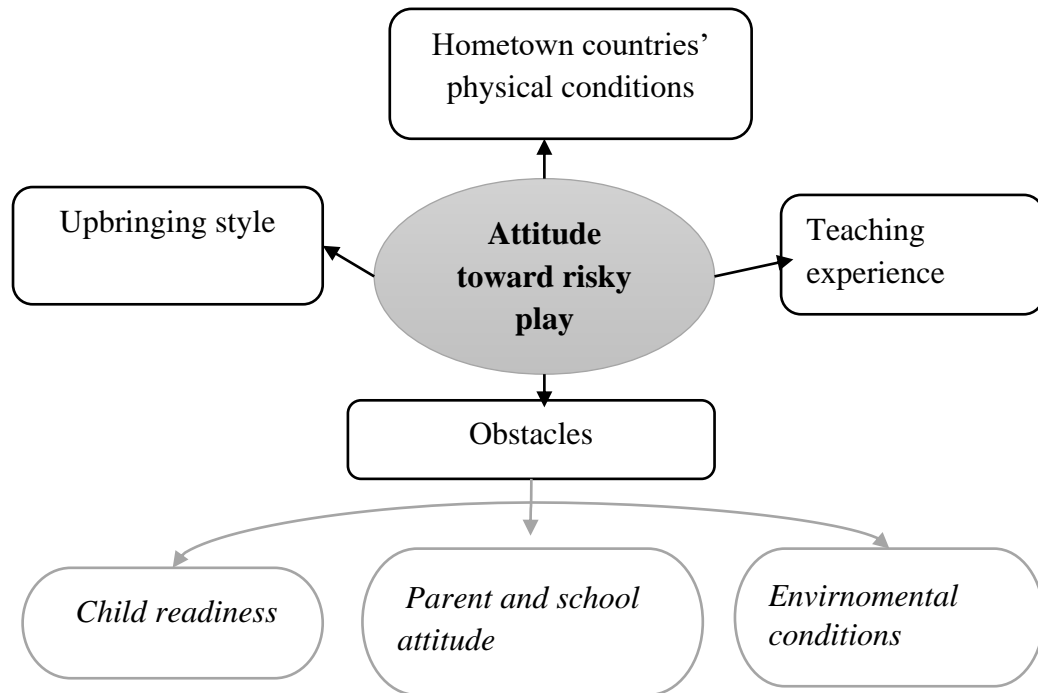 Hometown countries’
physical conditions
Upbringing style
Attitude
toward risky
play
Teaching
experience
Obstacles
Child readiness
Parent and school
attitude
Envirnomental
conditions